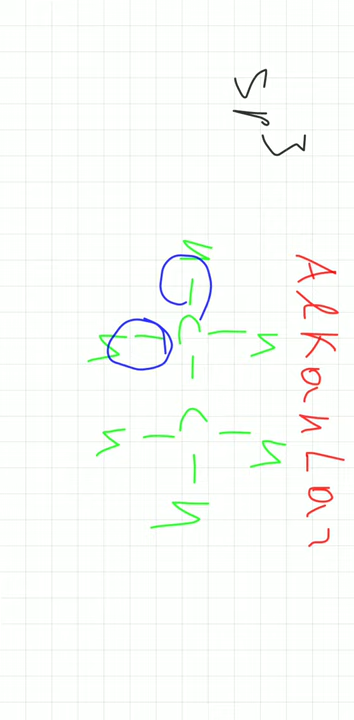 AlKanLar
sp3
H H
H - C - C - H
H H